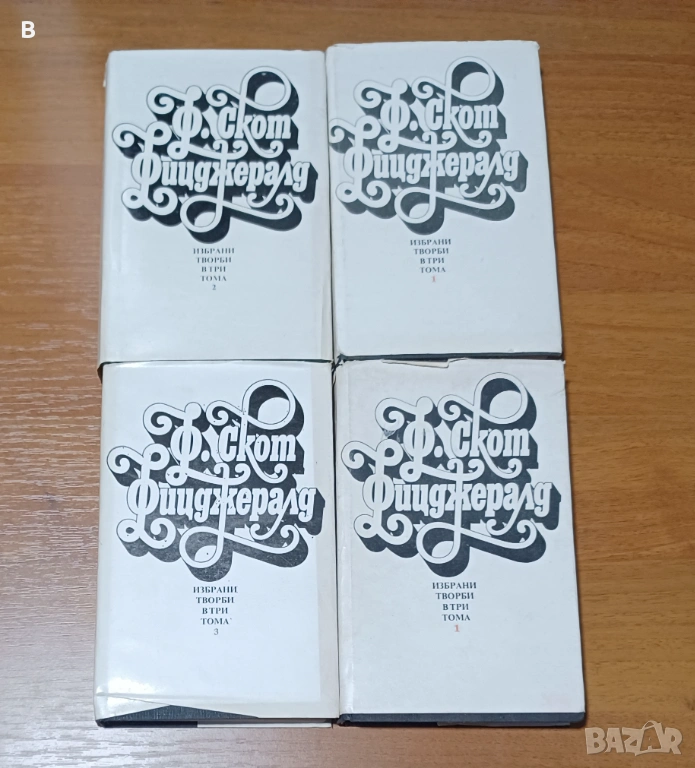 B
Ф. Скот
Фицджералд
ИЗБРАНИ
ТВОРБИ
В ТРИ
ТОМА
2
Ф. Скот
Фицджералд
ИЗБРАНИ
ТВОРБИ
В ТРИ
ТОМА
1
Ф. Скот
Фицджералд
ИЗБРАНИ
ТВОРБИ
В ТРИ
ТОМА
3
Ф. Скот
Фицджералд
ИЗБРАНИ
ТВОРБИ
В ТРИ
ТОМА
1
BAZAR